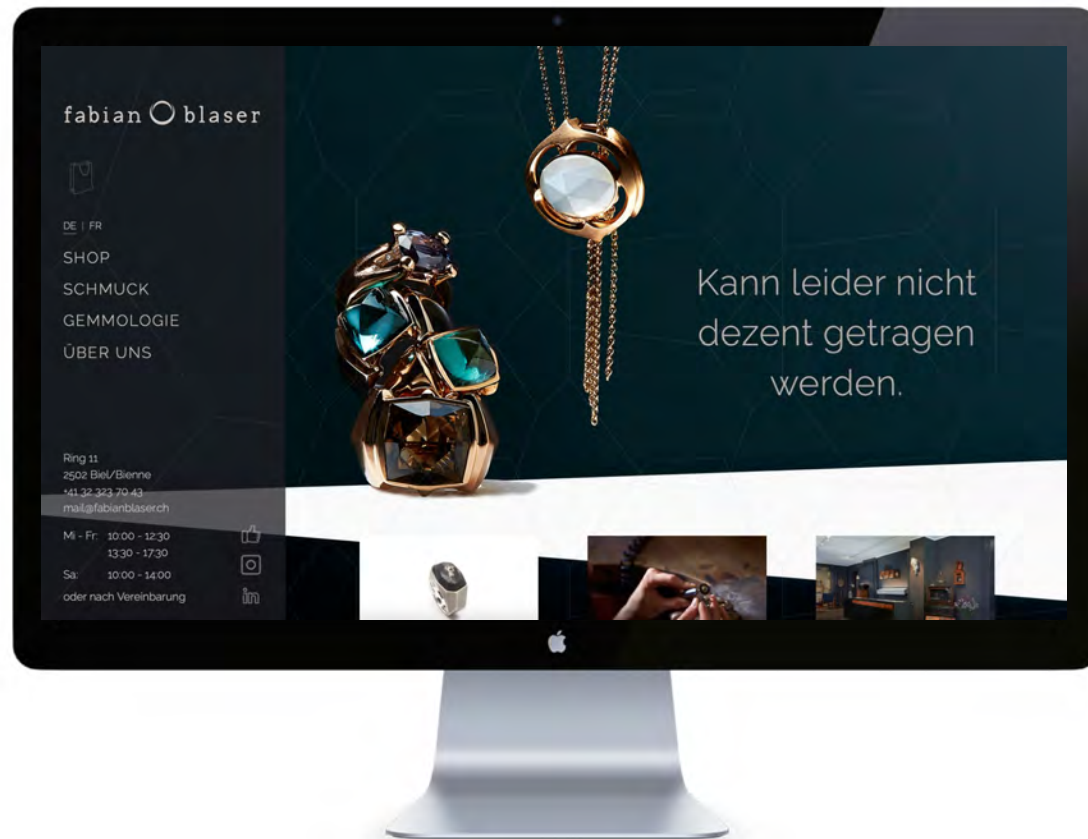 fabian blaser
DE | FR
SHOP
SCHMUCK
GEMMOLOGIE
ÜBER UNS
Ring 11
2502 Biel/Bienne
+41 32 323 70 43
mail@fabianblaser.ch
Mi - Fr: 10:00 - 12:30
13:30 - 17:30
Sa: 10:00 - 14:00
oder nach Vereinbarung
in
Kann leider nicht
dezent getragen
werden.